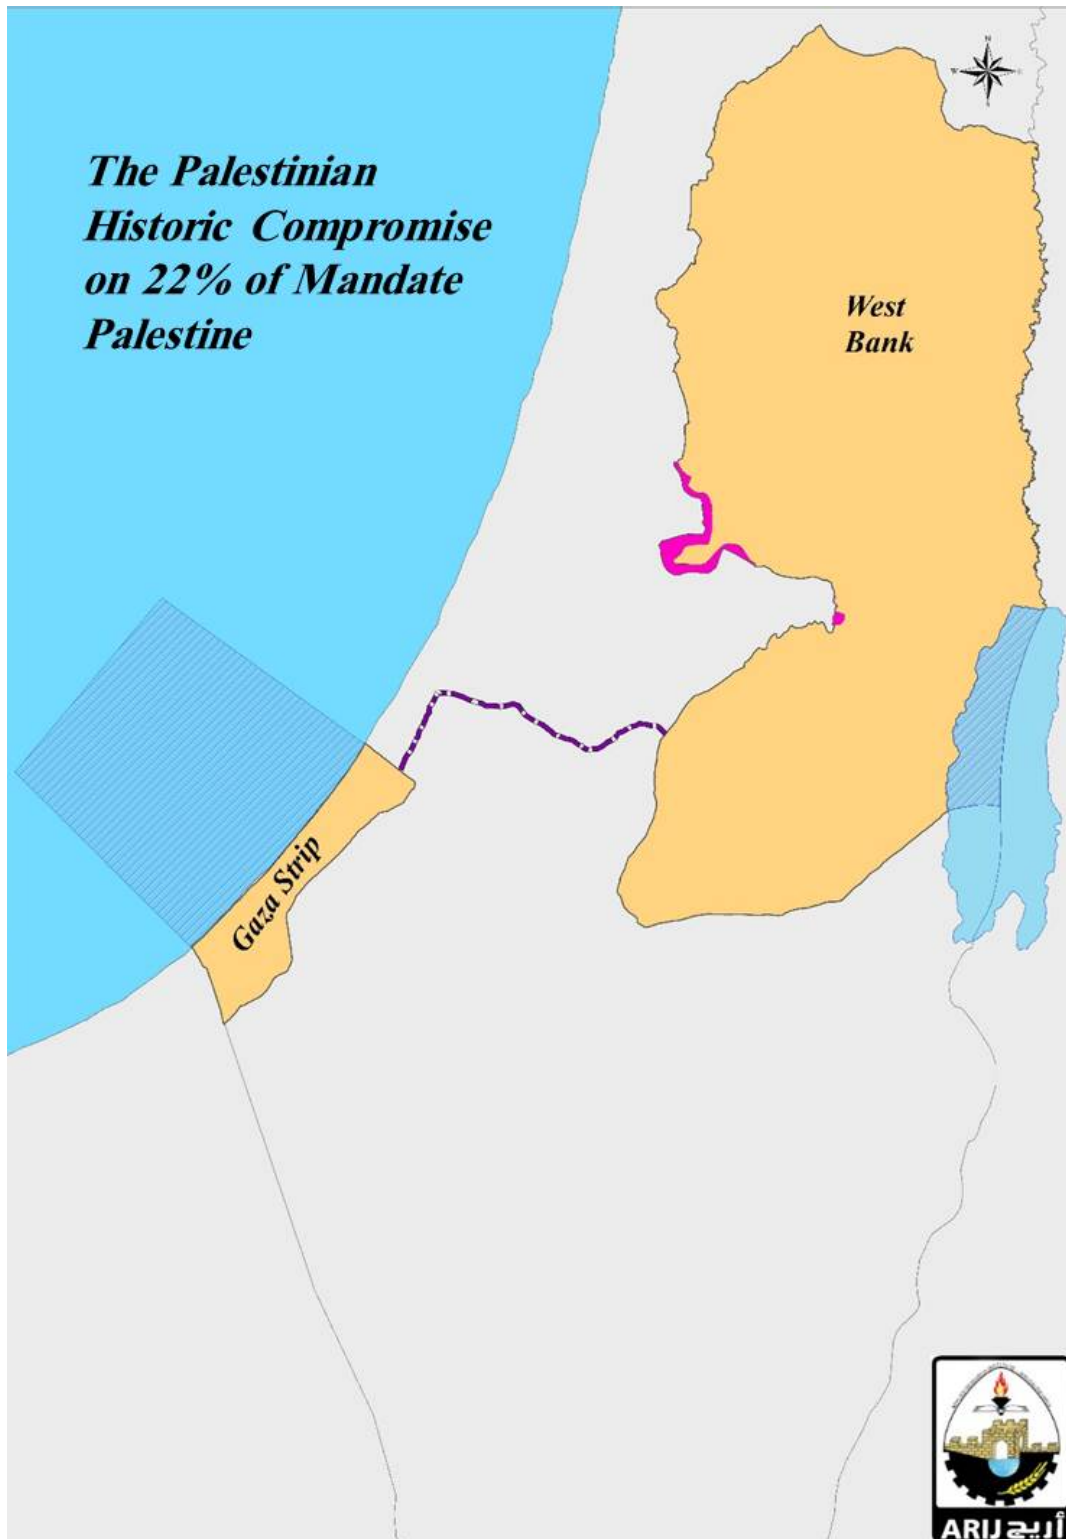 The Palestinian
Historic Compromise
on 22% of Mandate
Palestine
N
W
E
S
West
Bank
Gaza Strip
ARIJ أريج